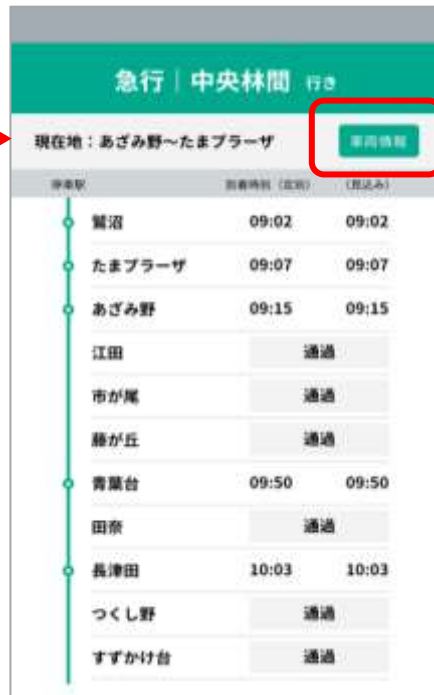 急行｜中央林間 行き
現在地：あざみ野～たまプラーザ 車両情報
停車駅 到着時刻（定刻） （見込み）
鷺沼 09:02 09:02
たまプラーザ 09:07 09:07
あざみ野 09:15 09:15
江田 通過
市が尾 通過
藤が丘 通過
青葉台 09:50 09:50
田奈 通過
長津田 10:03 10:03
つくし野 通過
すずかけ台 通過